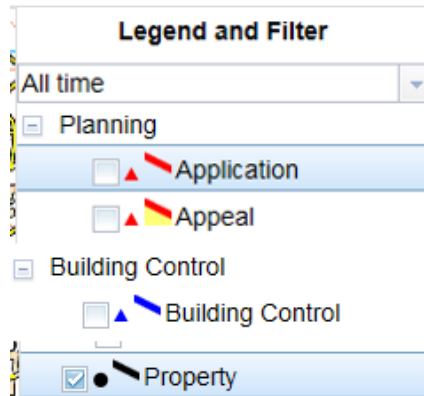 Legend and Filter
All time
Planning
Application
Appeal
Building Control
Building Control
Property